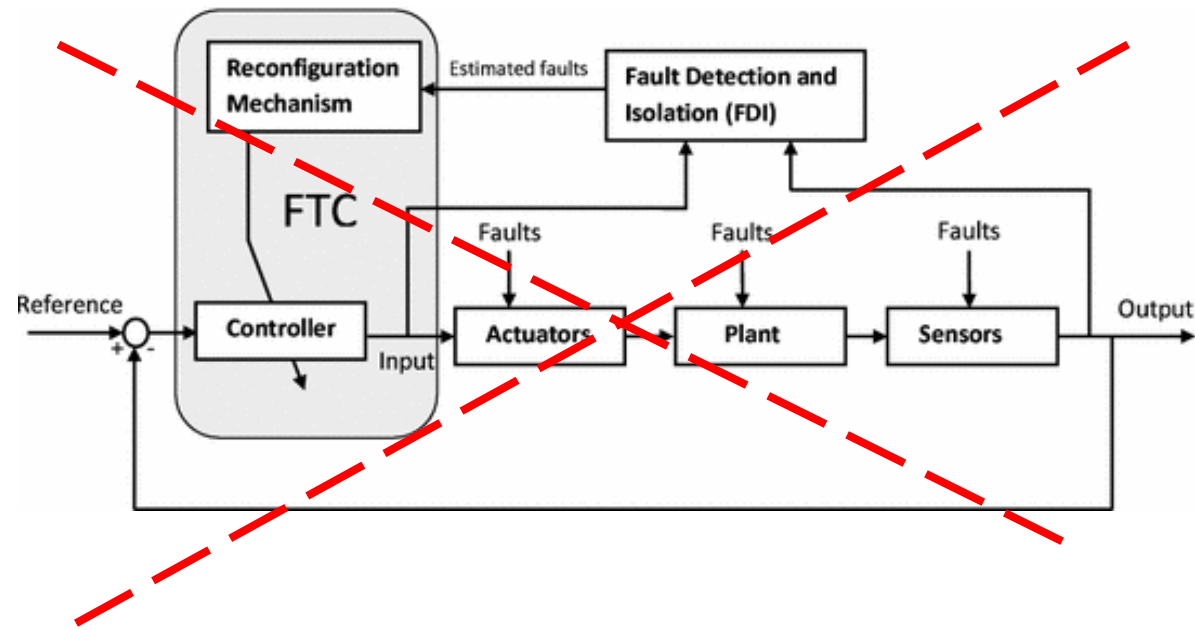 Reconfiguration
Mechanism
Estimated faults
Fault Detection and
Isolation (FDI)
FTC
Faults
Faults
Faults
Reference
+
-
Controller
Input
Actuators
Plant
Sensors
Output